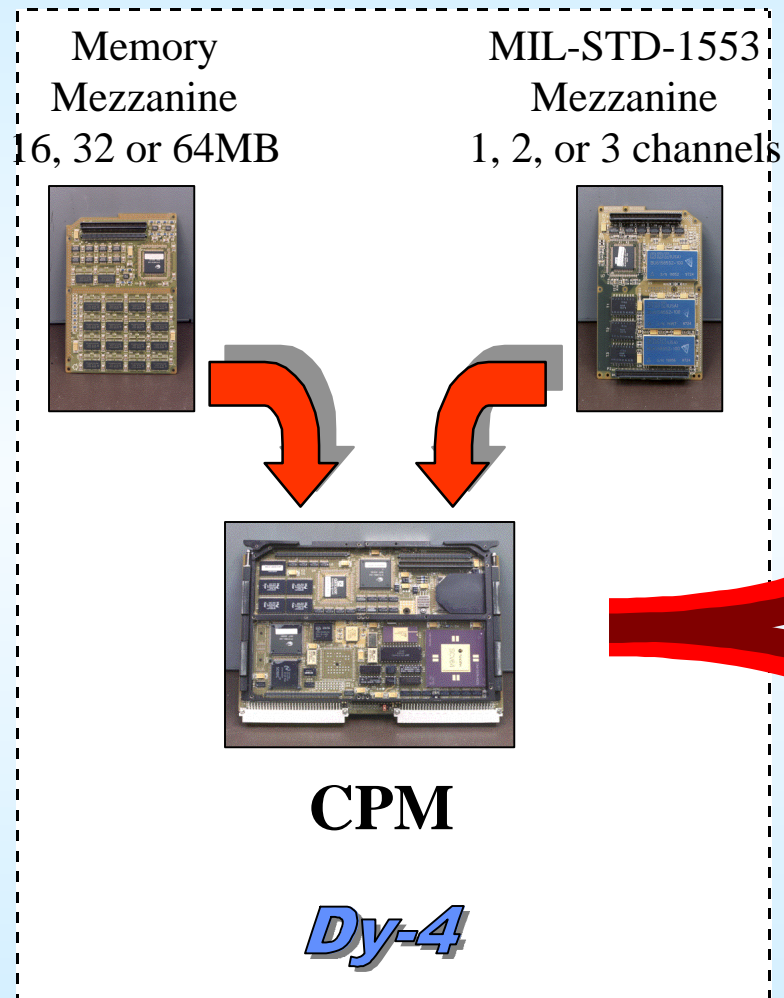 Memory
Mezzanine
16, 32 or 64MB
MIL-STD-1553
Mezzanine
1, 2, or 3 channels
CPM
Dy-4